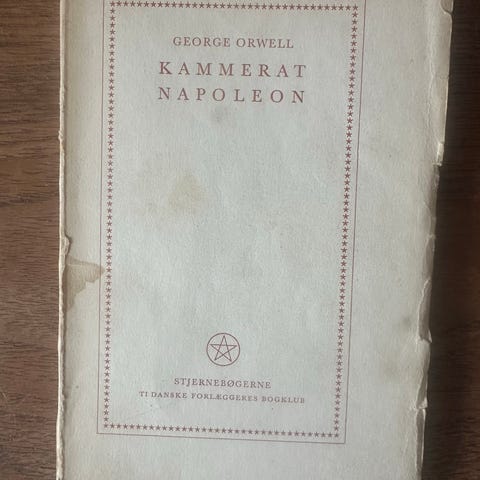 GEORGE ORWELL
KAMMERAT
NAPOLEON
STJERNEBØGERNE
TI DANSKE FORLÆGGERES BOGKLUB